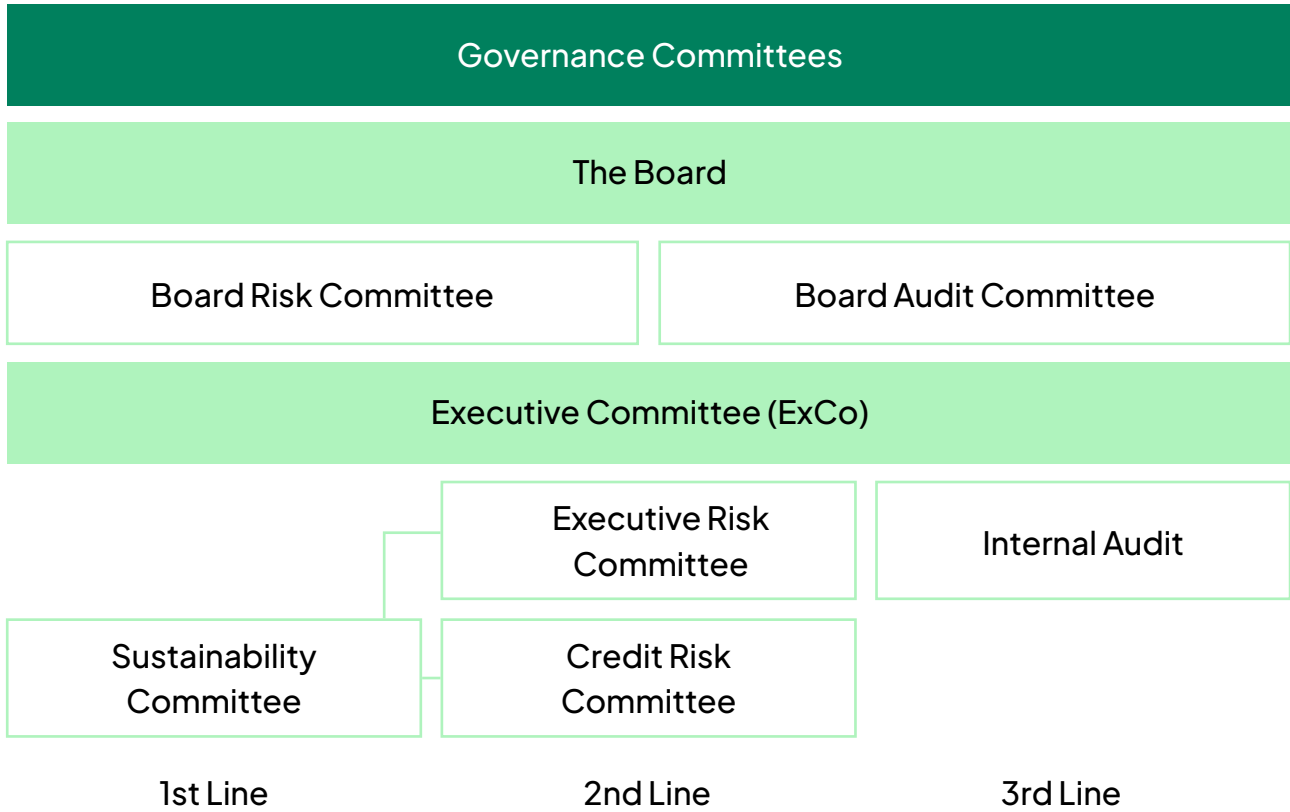 Governance Committees
The Board
Board Risk Committee
Board Audit Committee
Executive Committee (ExCo)
Executive Risk
Committee
Internal Audit
Sustainability
Committee
Credit Risk
Committee
1st Line
2nd Line
3rd Line